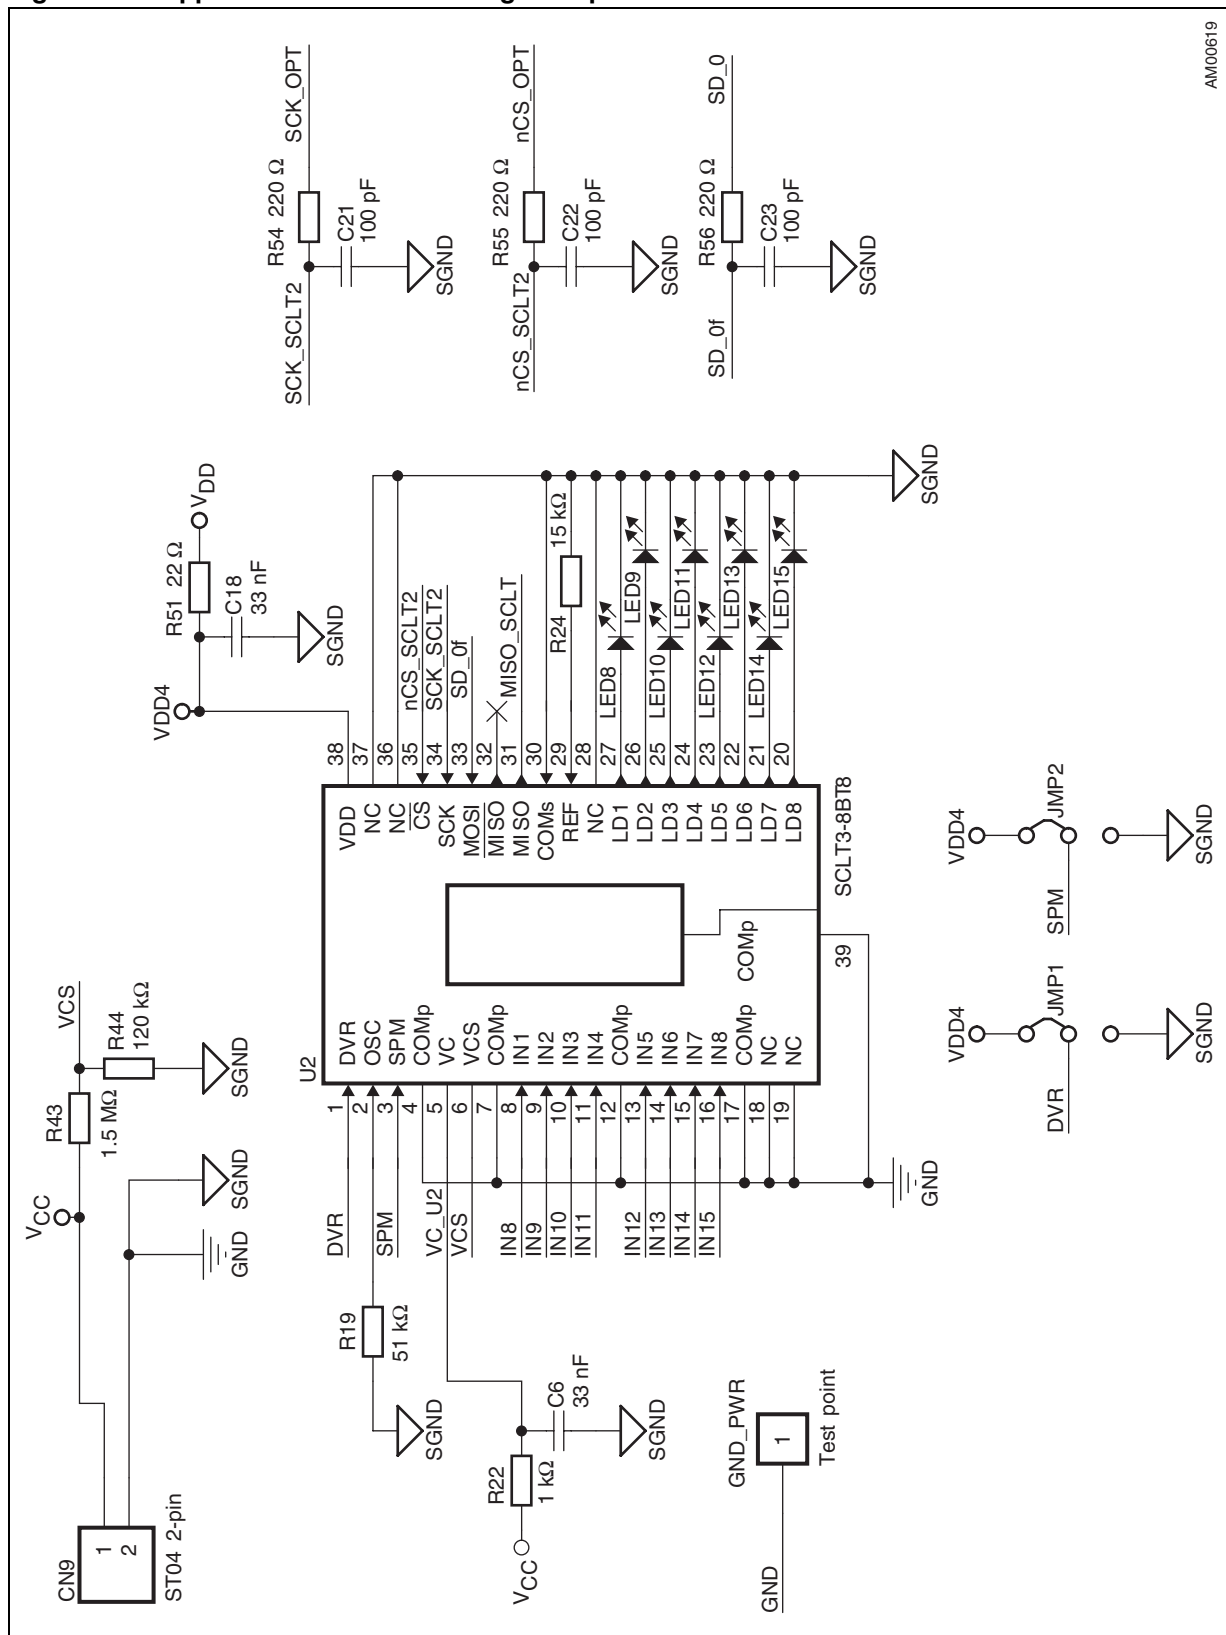 AM00619
CN9
1
2
ST04 2-pin
VCC
GND
SGND
R43
1.5 MΩ
VCS
R44
120 kΩ
SGND
VDD4
R51 22 Ω
VDD
C18
33 nF
SGND
SCK_SCLT2
R54 220 Ω
SCK_OPT
C21
100 pF
SGND
nCS_SCLT2
R55 220 Ω
nCS_OPT
C22
100 pF
SGND
SD_0f
R56 220 Ω
SD_0
C23
100 pF
SGND
U2
SCLT3-8BT8
DVR 1 DVR
2 OSC
SPM 3 SPM
4 COMp
VC_U2 5 VC
VCS 6 VCS
7 COMp
IN8 8 IN1
IN9 9 IN2
IN10 10 IN3
IN11 11 IN4
12 COMp
IN12 13 IN5
IN13 14 IN6
IN14 15 IN7
IN15 16 IN8
17 COMp
18 NC
19 NC
VDD 38
NC 37
NC 36
CS 35 nCS_SCLT2
SCK 34 SCK_SCLT2
MOSI 33 SD_0f
MISO 32
MISO 31 MISO_SCLT
COMs 30
REF 29 R24 15 kΩ
NC 28
LD1 27 LED8
LD2 26 LED9
LD3 25 LED10
LD4 24 LED11
LD5 23 LED12
LD6 22 LED13
LD7 21 LED14
LD8 20 LED15
COMp
39
GND
SGND
R19
51 kΩ
SGND
VCC
R22
1 kΩ
C6
33 nF
SGND
GND
GND_PWR
1
Test point
DVR
VDD4
JMP1
SGND
SPM
VDD4
JMP2
SGND